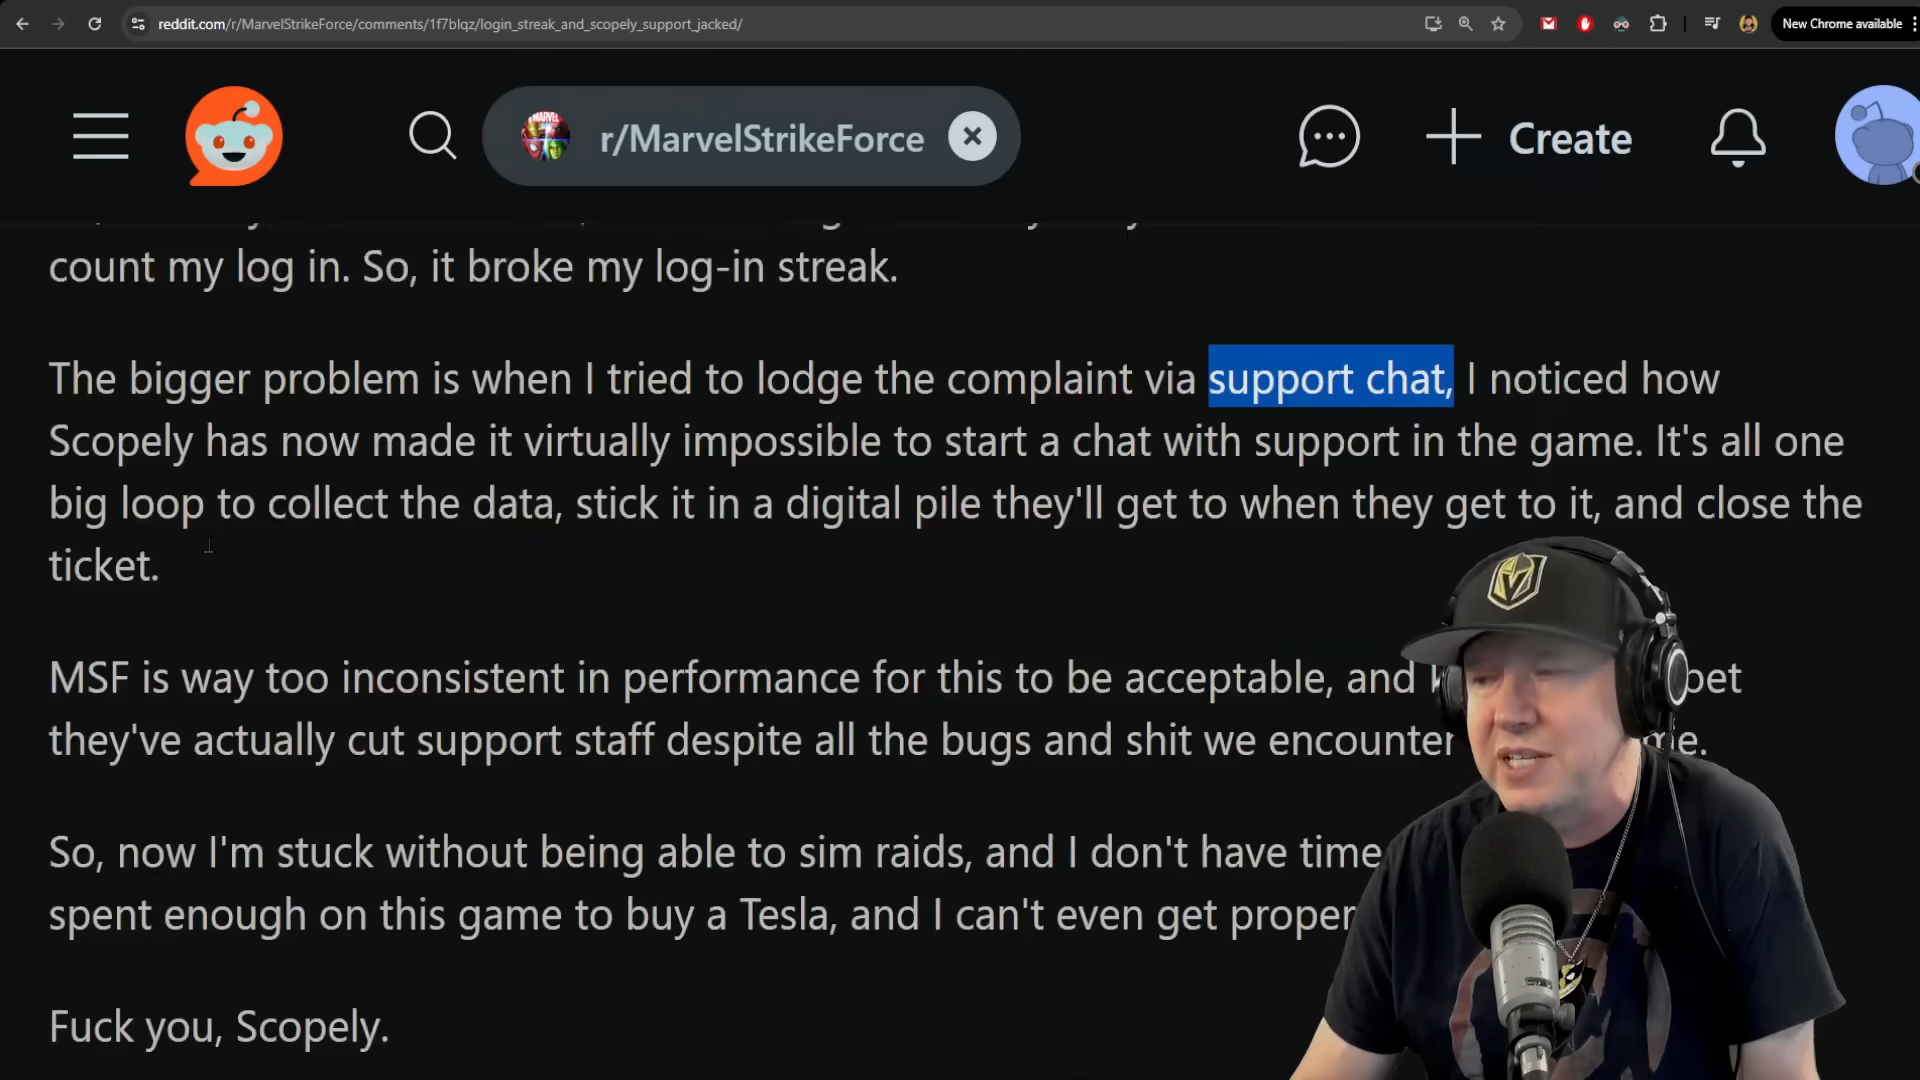 reddit.com/r/MarvelStrikeForce/comments/1f7blqz/login_streak_and_scopely_support_jacked/
New Chrome available
r/MarvelStrikeForce
Create
count my log in. So, it broke my log-in streak.
The bigger problem is when I tried to lodge the complaint via support chat, I noticed how
Scopely has now made it virtually impossible to start a chat with support in the game. It's all one
big loop to collect the data, stick it in a digital pile they'll get to when they get to it, and close the
ticket.
MSF is way too inconsistent in performance for this to be acceptable, and bet
they've actually cut support staff despite all the bugs and shit we encounter
So, now I'm stuck without being able to sim raids, and I don't have time
spent enough on this game to buy a Tesla, and I can't even get proper
Fuck you, Scopely.